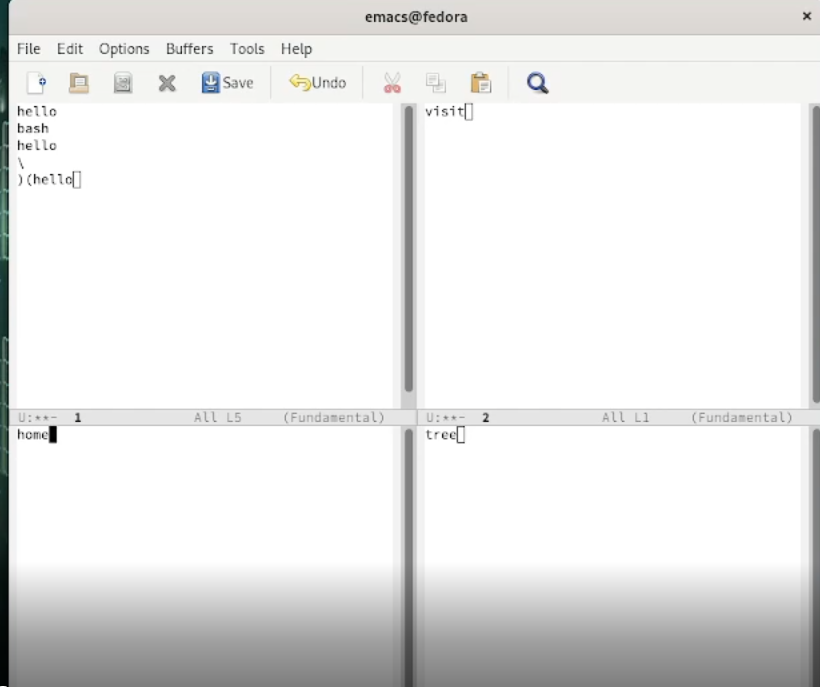 emacs@fedora ×
File Edit Options Buffers Tools Help
Save Undo
hello
bash
hello
\
)(hello
U:**- 1 All L5 (Fundamental)
visit
U:**- 2 All L1 (Fundamental)
home
tree